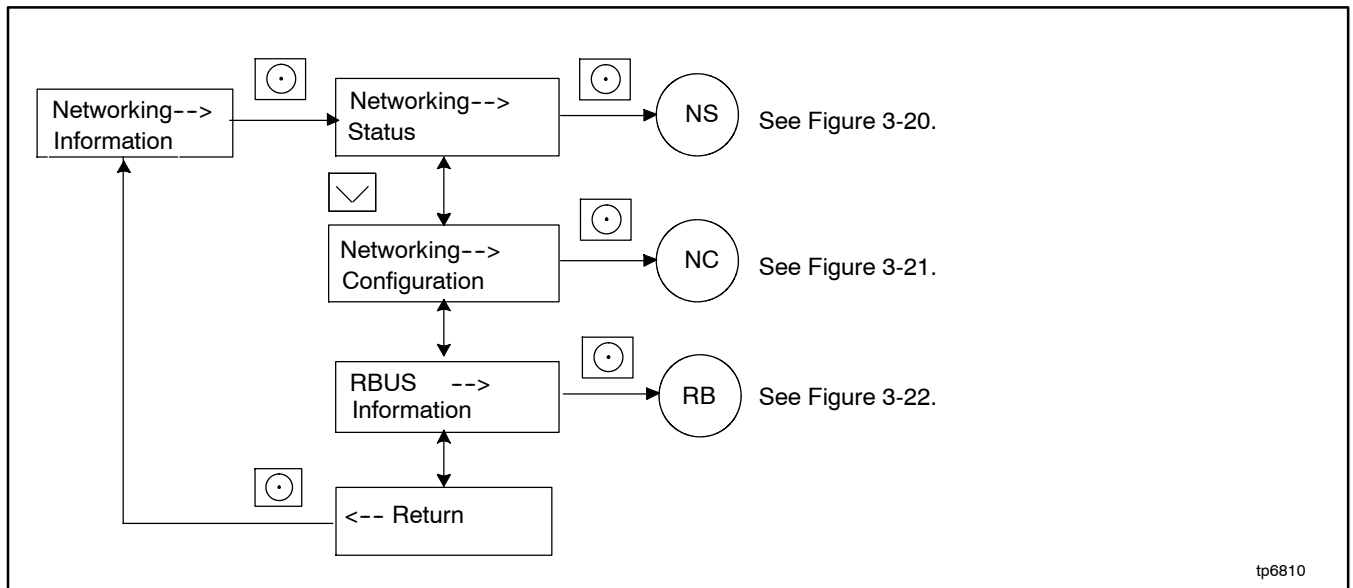 Networking-->
Information
Networking-->
Status
NS
See Figure 3-20.
Networking-->
Configuration
NC
See Figure 3-21.
RBUS -->
Information
RB
See Figure 3-22.
<-- Return
tp6810